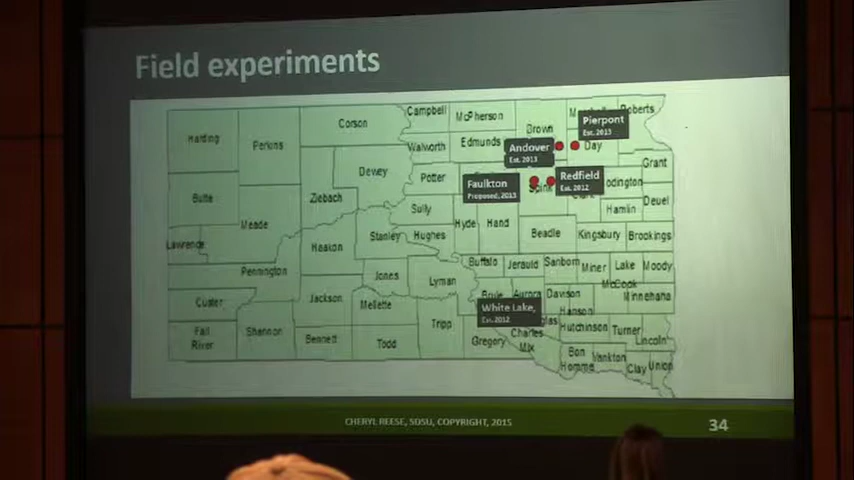 Field experiments
Campbell
McPherson
Roberts
Harding
Perkins
Corson
Brown
Pierpont
Est. 2013
Walworth
Edmunds
Andover
Est. 2013
Day
Grant
Dewey
Potter
Faulkton
Proposed, 2013
Redfield
Est. 2012
Butte
Ziebach
Meade
Sully
Hyde
Hand
Hamlin
Deuel
Lawrence
Haakon
Stanley
Hughes
Beadle
Kingsbury
Brookings
Pennington
Jones
Lyman
Buffalo
Jerauld
Sanborn
Miner
Lake
Moody
McCook
Minnehaha
Custer
Jackson
Mellette
Brule
Aurora
Davison
Hanson
White Lake,
Est. 2012
Fall
River
Shannon
Bennett
Todd
Tripp
Gregory
Charles
Mix
Hutchinson
Turner
Lincoln
Bon
Homme
Yankton
Clay
Union
CHERYL REESE, SDSU, COPYRIGHT, 2015
34